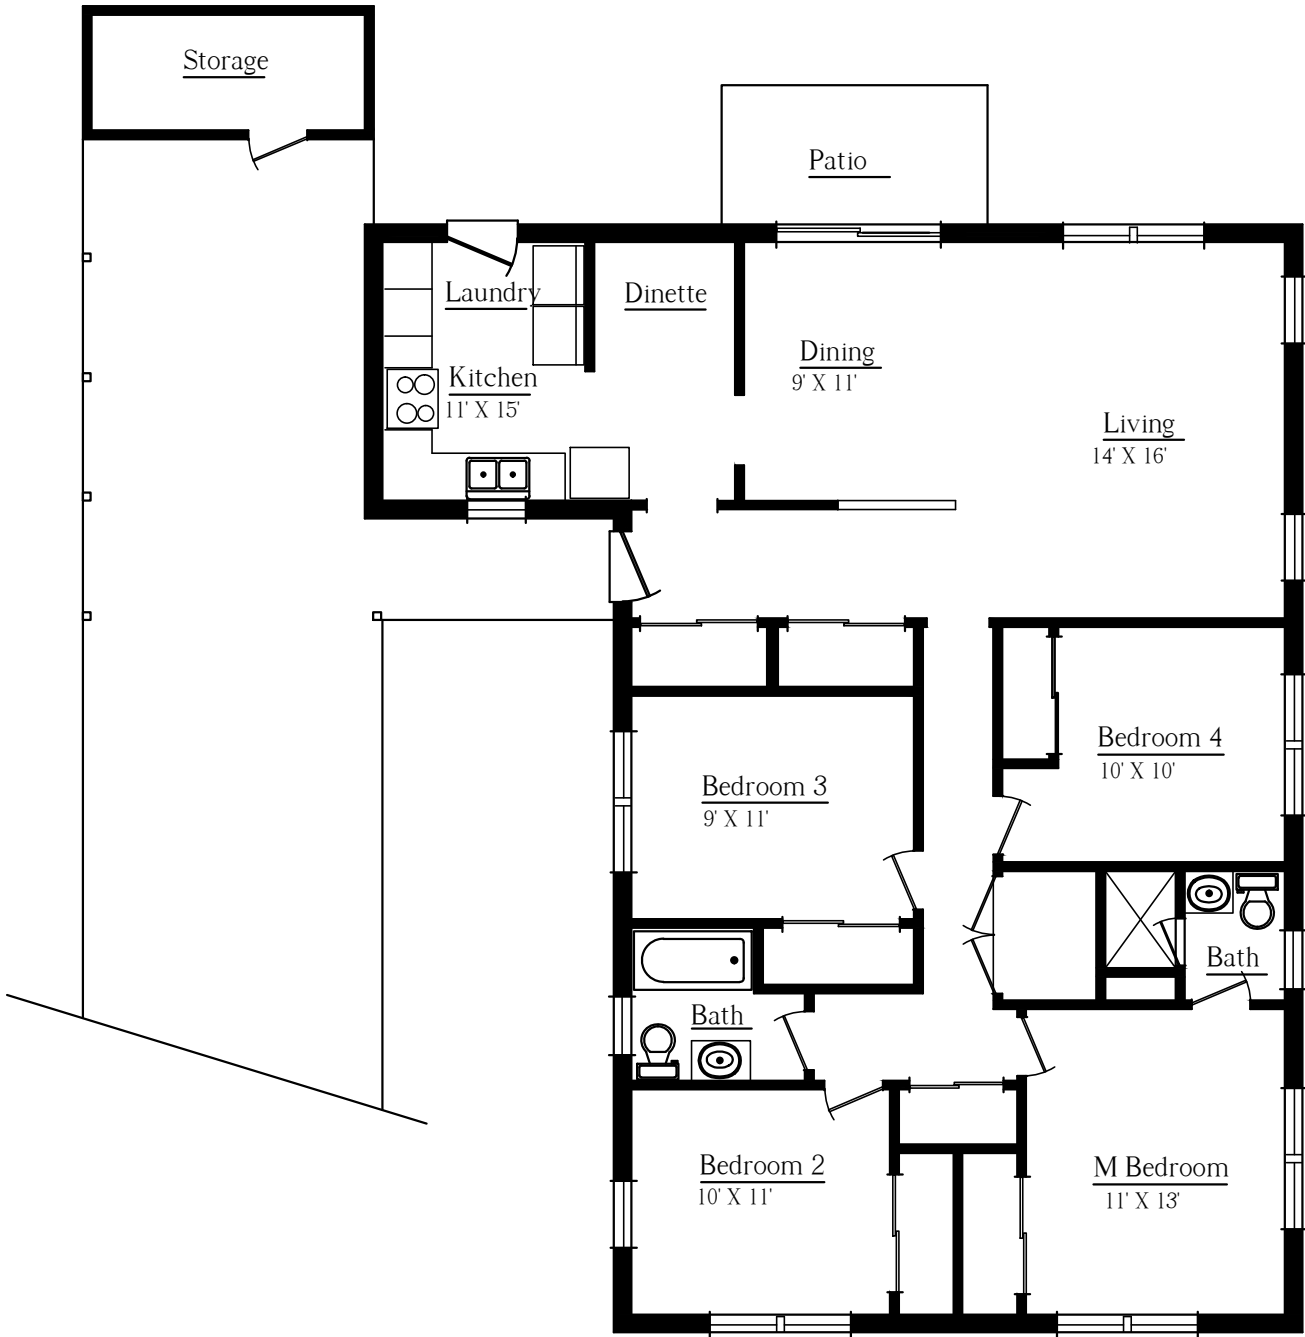 Storage
Patio
Laundry
Dinette
Dining
9' X 11'
Kitchen
11' X 15'
Living
14' X 16'
Bedroom 4
10' X 10'
Bedroom 3
9' X 11'
Bath
Bath
Bedroom 2
10' X 11'
M Bedroom
11' X 13'